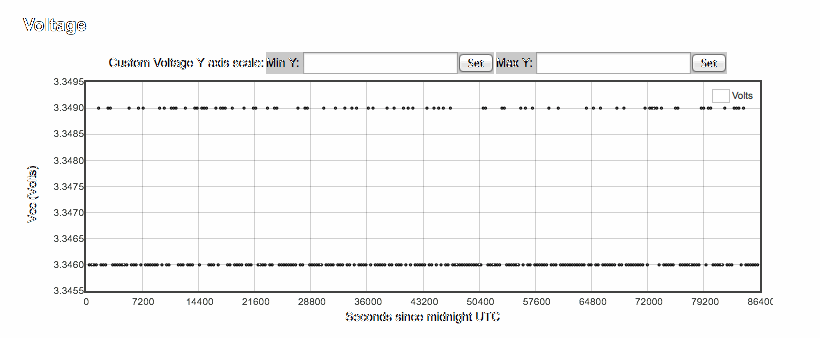 Voltage
Custom Voltage Y axis scale: Min Y: Set Max Y: Set
3.3495
3.3490
3.3485
3.3480
3.3475
3.3470
3.3465
3.3460
3.3455
Volts
Vcc (Volts)
0 7200 14400 21600 28800 36000 43200 50400 57600 64800 72000 79200 86400
Seconds since midnight UTC